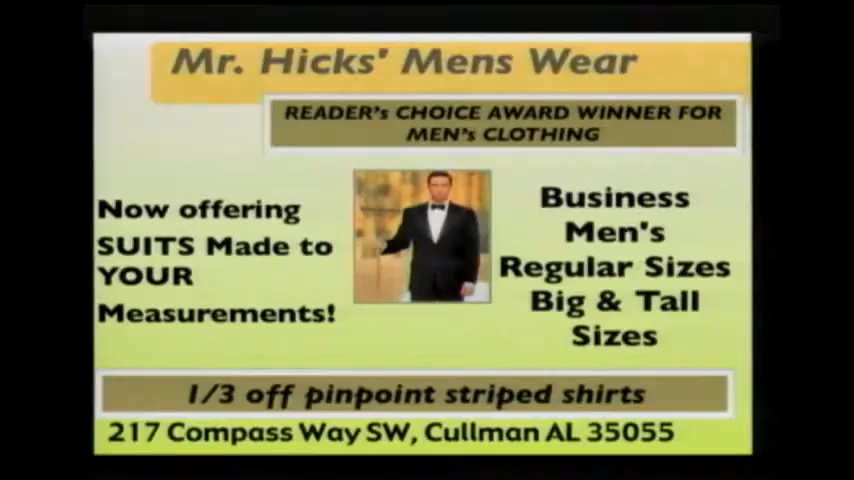 Mr. Hicks' Mens Wear
READER's CHOICE AWARD WINNER FOR
MEN's CLOTHING
Now offering
SUITS Made to
YOUR
Measurements!
Business
Men's
Regular Sizes
Big & Tall
Sizes
1/3 off pinpoint striped shirts
217 Compass Way SW, Cullman AL 35055